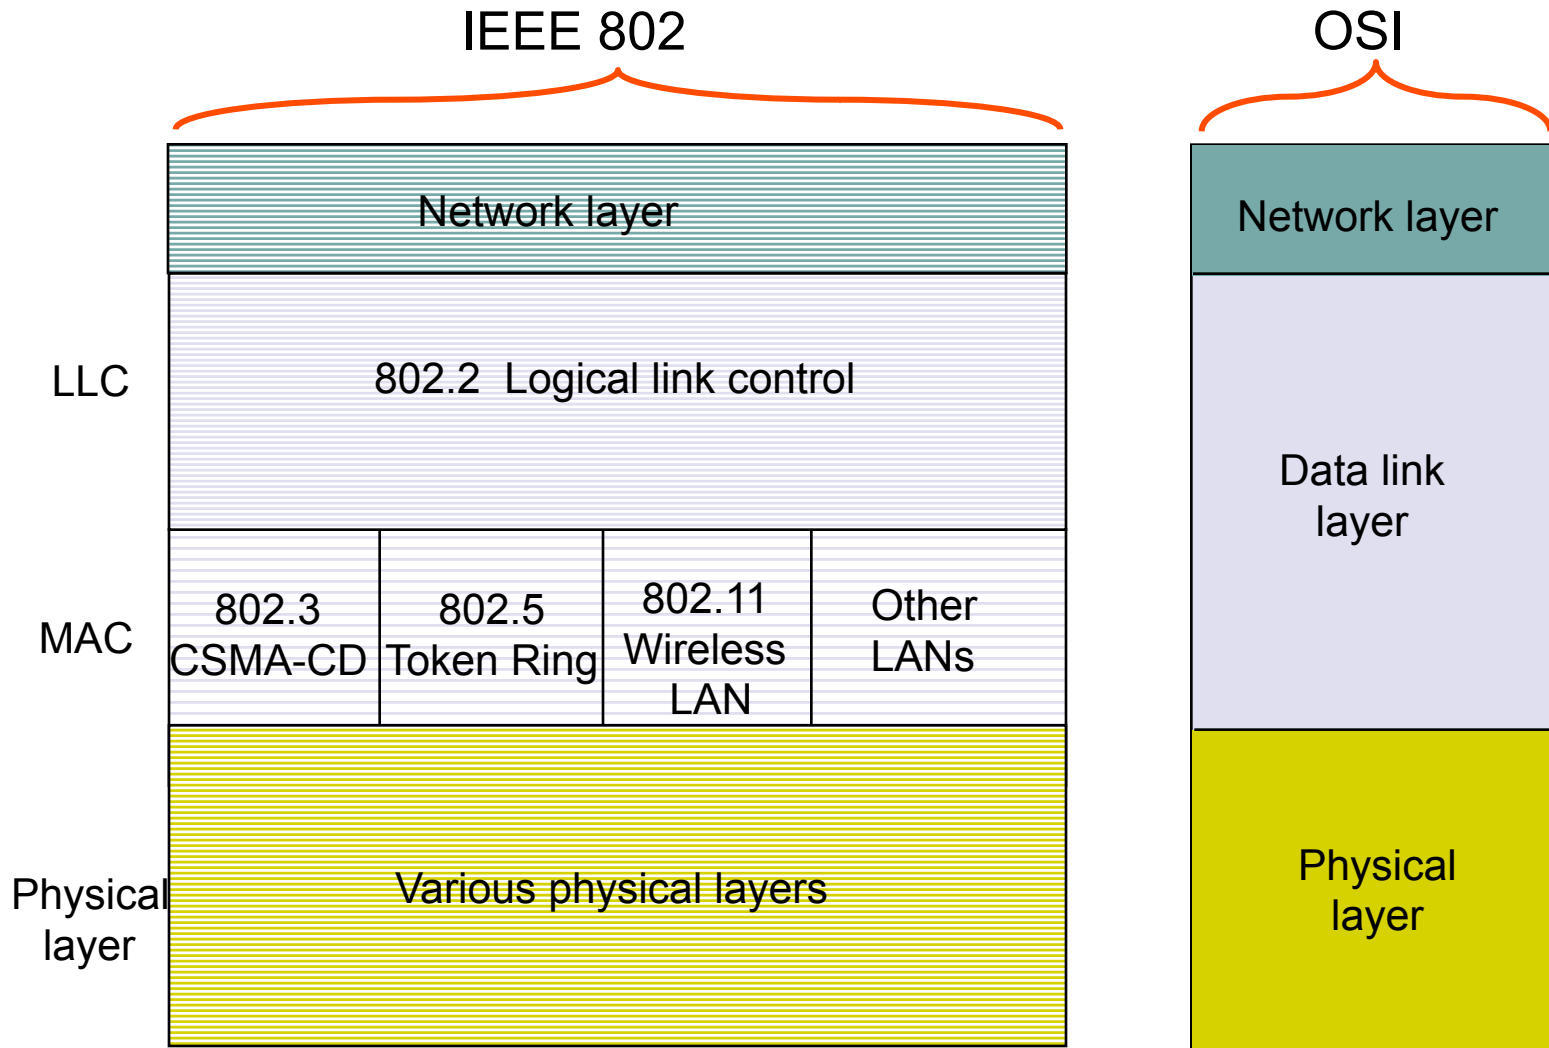 IEEE 802
OSI
Network layer
Network layer
LLC
802.2 Logical link control
Data link
layer
MAC
802.3
CSMA-CD
802.5
Token Ring
802.11
Wireless
LAN
Other
LANs
Physical
layer
Various physical layers
Physical
layer